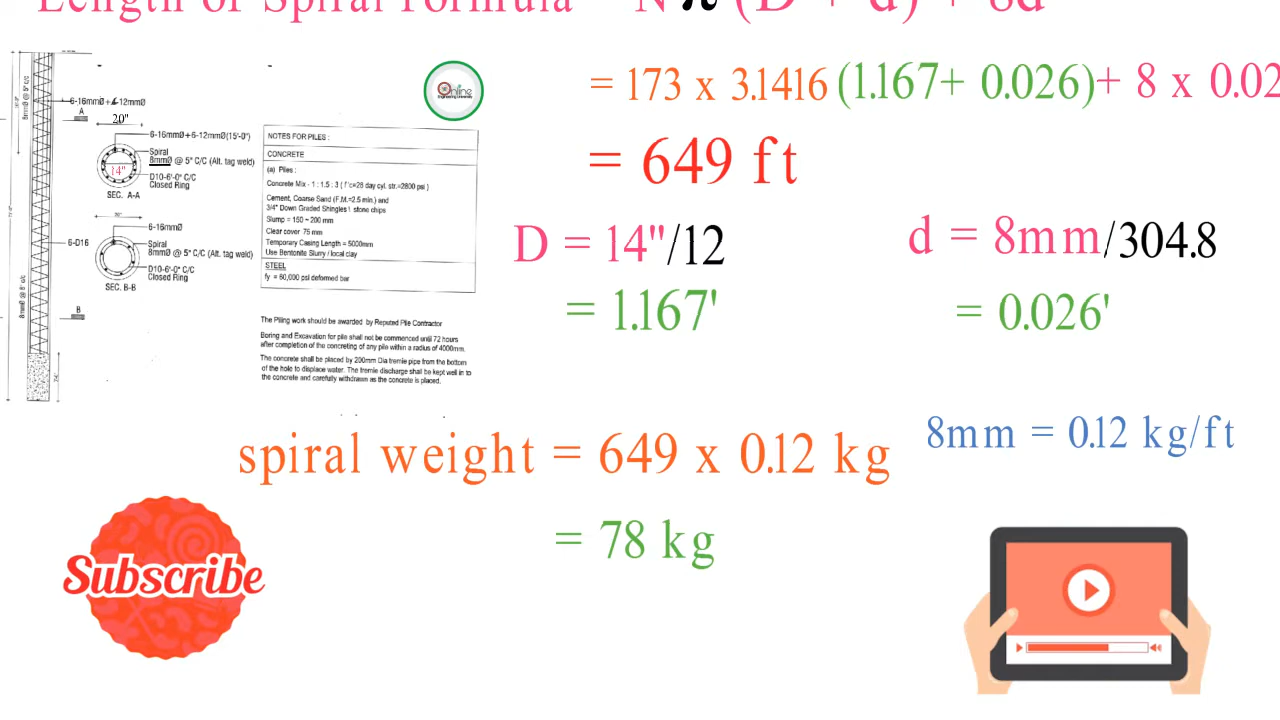 Length of Spiral Formula = Nπ (D + d) + 8d
= 173 x 3.1416 (1.167+ 0.026)+ 8 x 0.02
= 649 ft
D = 14"/12
= 1.167'
d = 8mm/304.8
= 0.026'
8mm = 0.12 kg/ft
spiral weight = 649 x 0.12 kg
= 78 kg
6-16mmØ+6-12mmØ
A
20"
6-16mmØ+6-12mmØ(15'-0")
Spiral
8mmØ @ 5" C/C (Alt. tag weld)
14"
D10-6'-0" C/C
Closed Ring
SEC. A-A
20"
6-16mmØ
Spiral
8mmØ @ 5" C/C (Alt. tag weld)
6-D16
D10-6'-0" C/C
Closed Ring
SEC. B-B
B
Online
NOTES FOR PILES :
CONCRETE
(a) Piles :
Concrete Mix - 1 : 1.5 : 3 ( f'c=28 day cyl. str.=2800 psi )
Cement, Coarse Sand (F.M.=2.5 min.) and
3/4" Down Graded Shingles \ stone chips
Slump = 150 ~ 200 mm
Clear cover 75 mm
Temporary Casing Length = 5000mm
Use Bentonite Slurry / local clay
STEEL
fy = 60,000 psi deformed bar
The Piling work should be awarded by Reputed Pile Contractor
Boring and Excavation for pile shall not be commenced until 72 hours
after completion of the concreting of any pile within a radius of 4000mm.
The concrete shall be placed by 200mm Dia tremie pipe from the bottom
of the hole to displace water. The tremie discharge shall be kept well in to
the concrete and carefully withdrawn as the concrete is placed.
Subscribe